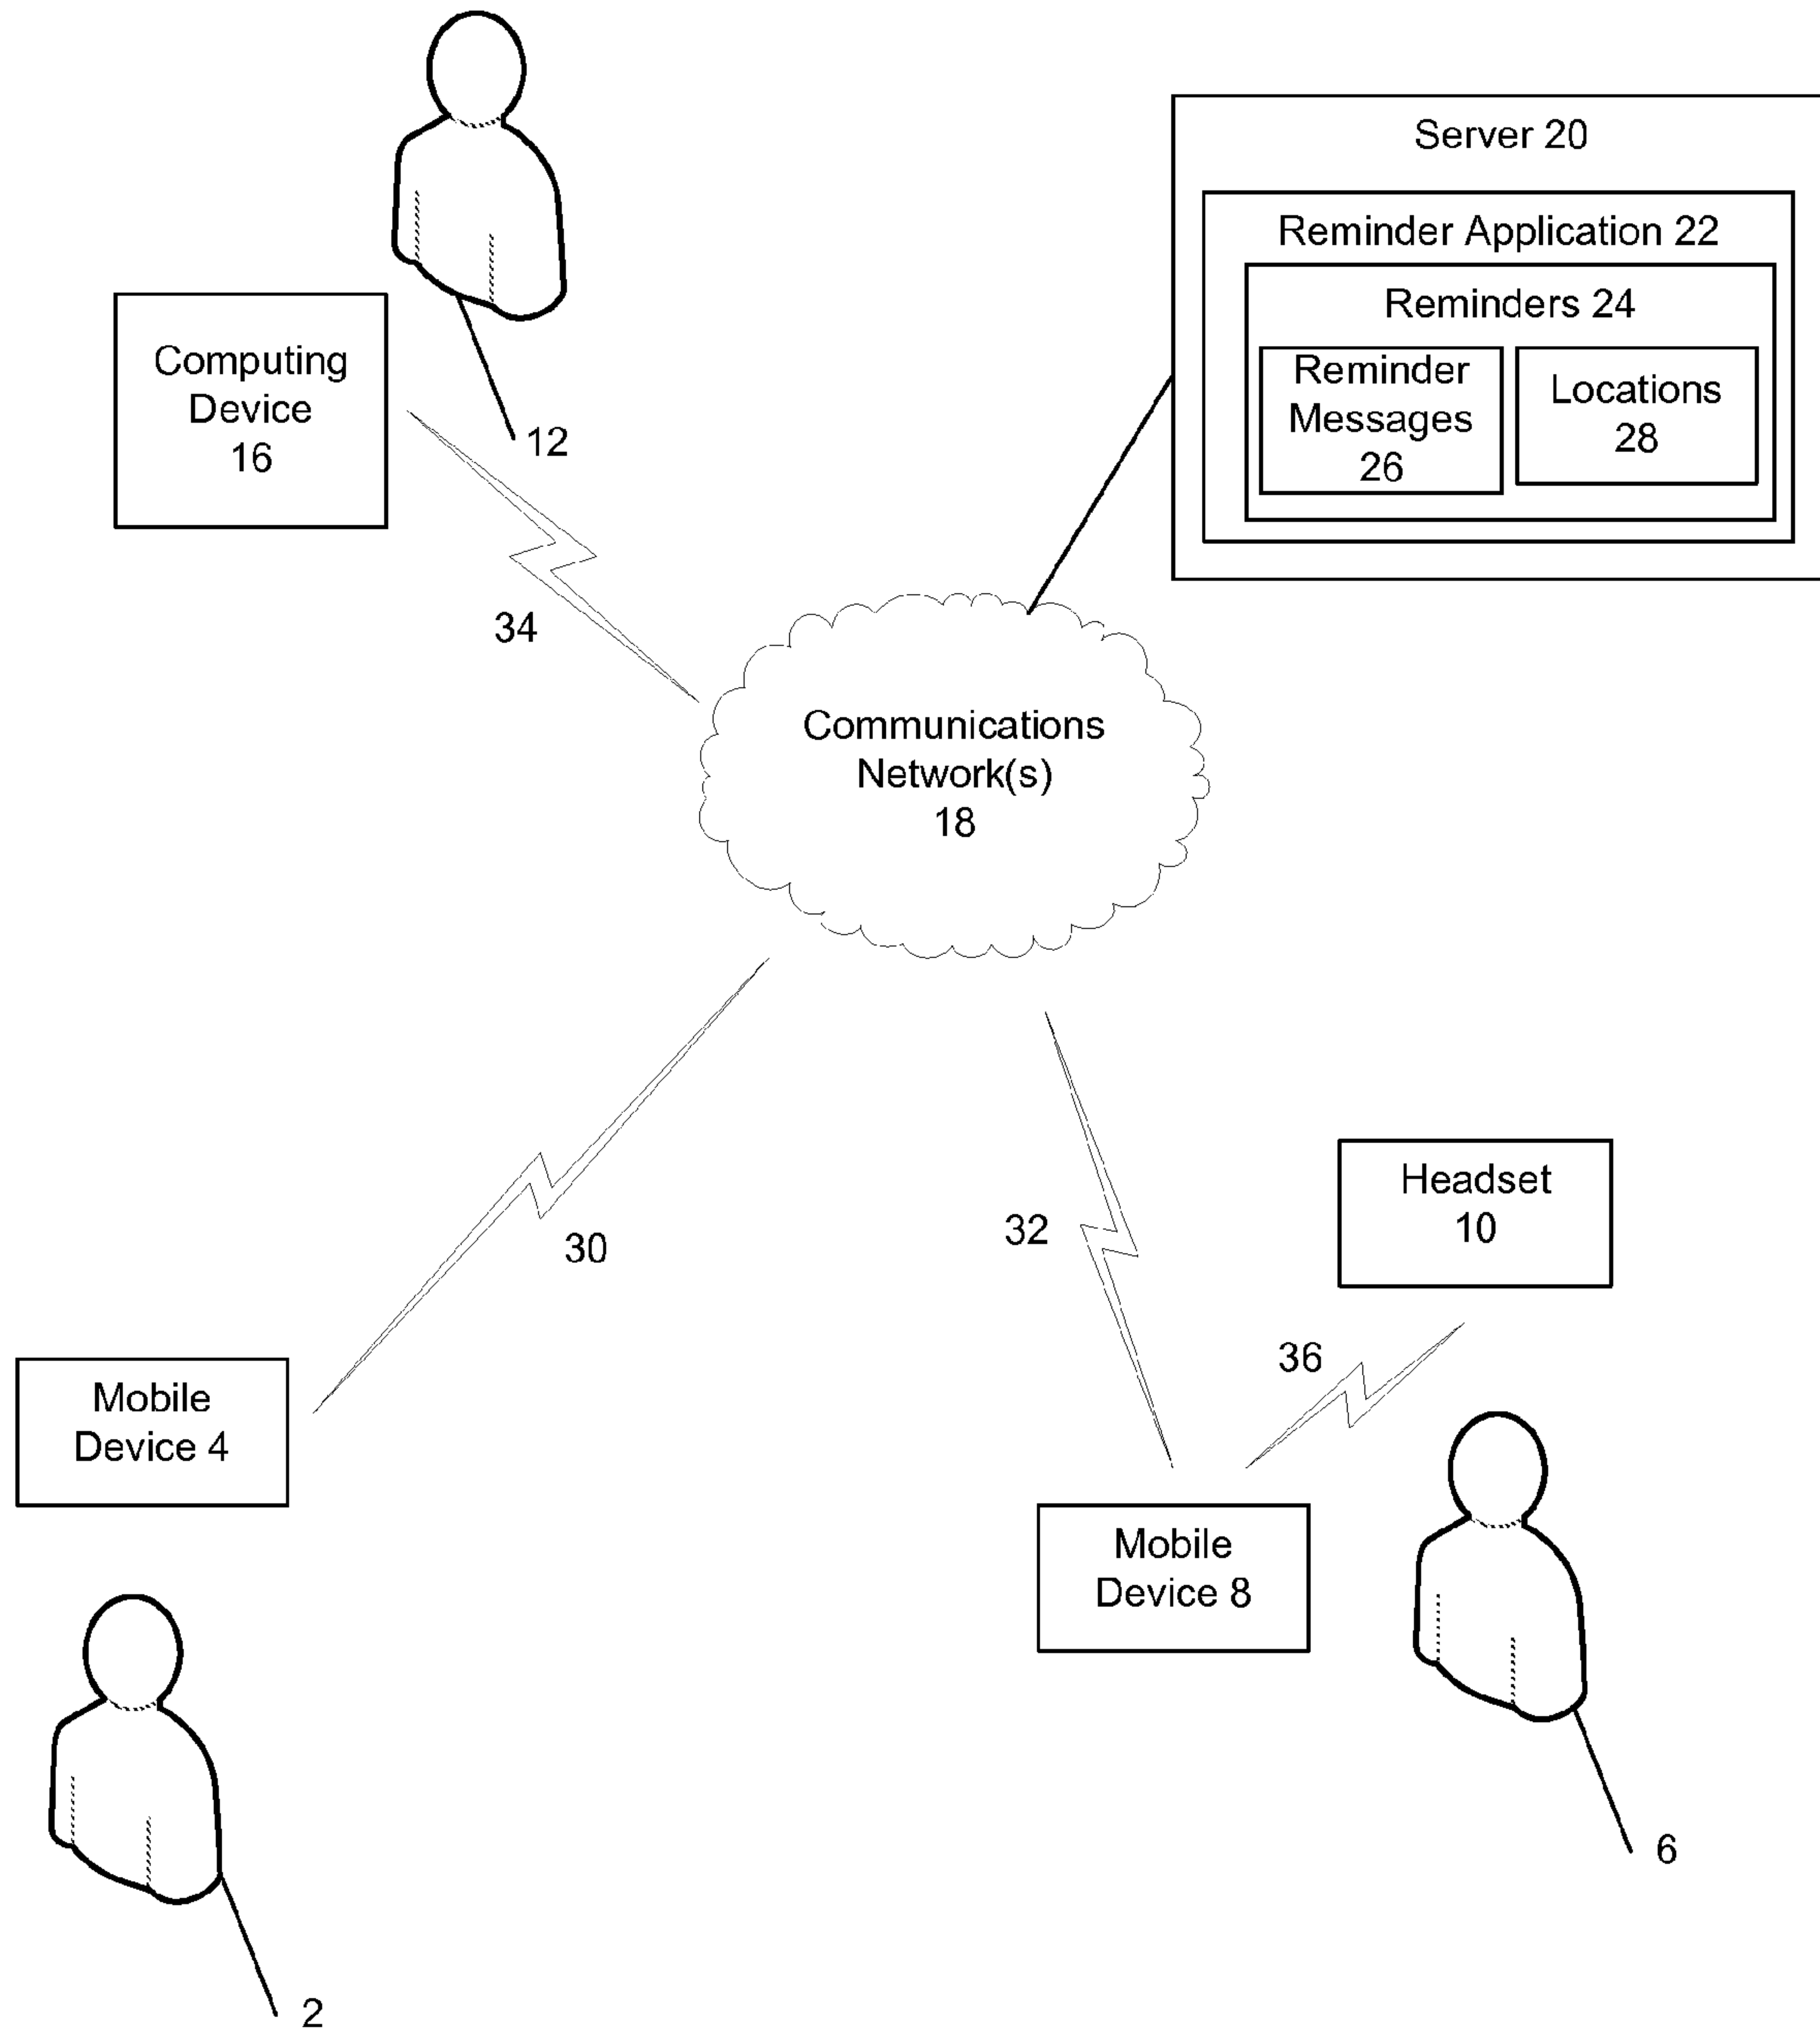 Server 20
Reminder Application 22
Reminders 24
Reminder
Messages
26
Locations
28
Computing
Device
16
12
34
Communications
Network(s)
18
30
32
Headset
10
36
Mobile
Device 4
Mobile
Device 8
6
2